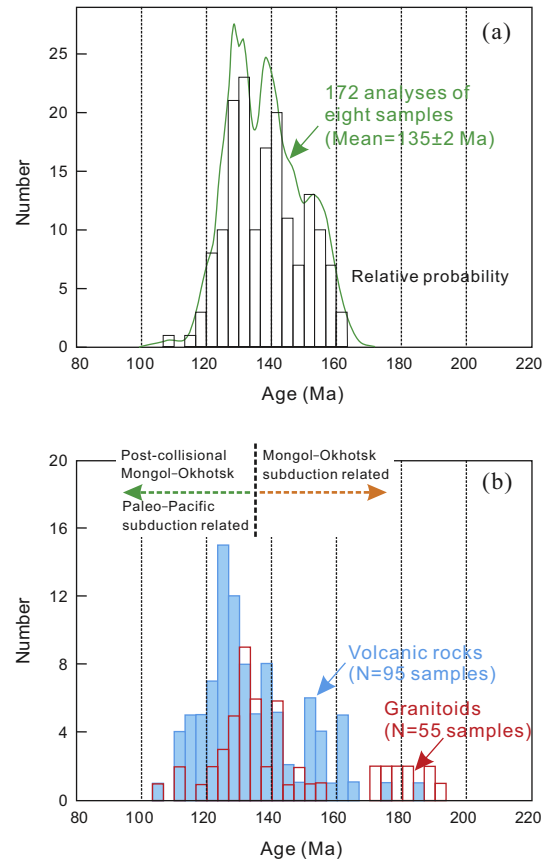 (a)
25
20
15
10
5
0
Number
172 analyses of
eight samples
(Mean=135±2 Ma)
Relative probability
80 100 120 140 160 180 200 220
Age (Ma)
(b)
20
16
12
8
4
0
Number
Post-collisional
Mongol-Okhotsk
Mongol-Okhotsk
subduction related
Paleo-Pacific
subduction related
Volcanic rocks
(N=95 samples)
Granitoids
(N=55 samples)
80 100 120 140 160 180 200 220
Age (Ma)